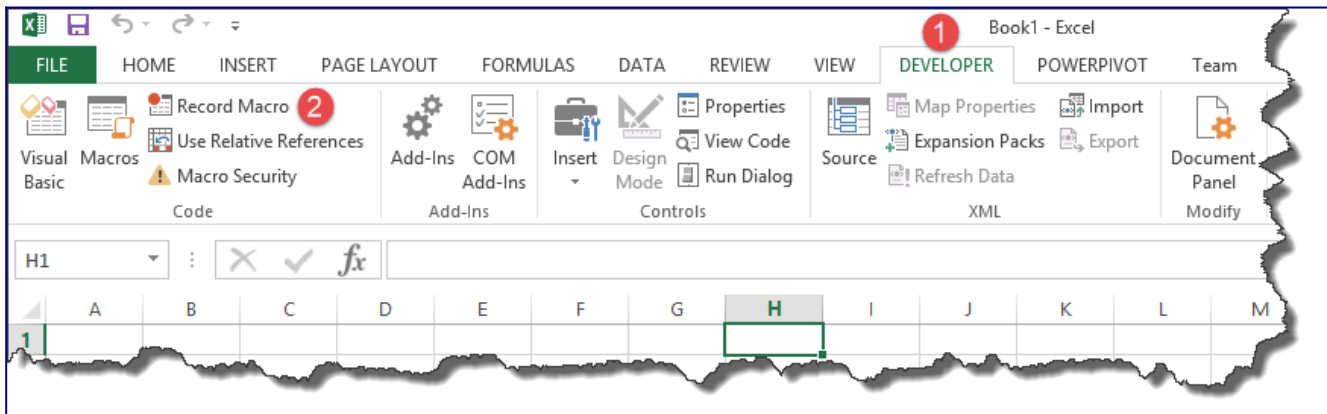 1
Book1 - Excel
FILE HOME INSERT PAGE LAYOUT FORMULAS DATA REVIEW VIEW DEVELOPER POWERPIVOT Team
Record Macro 2 Properties Map Properties Import
Use Relative References View Code Expansion Packs Export
Macro Security Run Dialog Refresh Data
Visual Basic Macros Add-Ins COM Add-Ins Insert Design Mode Source Document Panel
Code Add-Ins Controls XML Modify
H1 fx
A B C D E F G H I J K L M
1